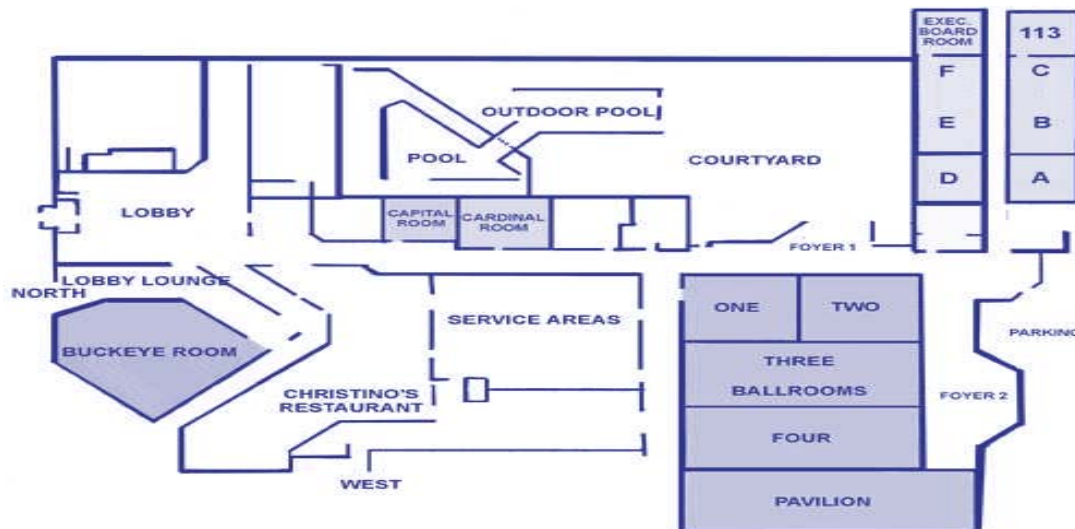 EXEC.
BOARD
ROOM
113
F
C
E
B
D
A
OUTDOOR POOL
POOL
COURTYARD
LOBBY
CAPITAL
ROOM
CARDINAL
ROOM
FOYER 1
LOBBY LOUNGE
NORTH
BUCKEYE ROOM
SERVICE AREAS
ONE
TWO
PARKING
THREE
BALLROOMS
CHRISTINO'S
RESTAURANT
FOYER 2
FOUR
WEST
PAVILION